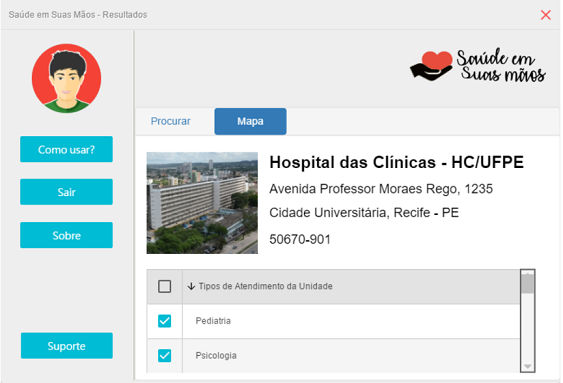 Saúde em Suas Mãos - Resultados
Saúde em
Suas mãos
Como usar?
Sair
Sobre
Suporte
Procurar
Mapa
Hospital das Clínicas - HC/UFPE
Avenida Professor Moraes Rego, 1235
Cidade Universitária, Recife - PE
50670-901
Tipos de Atendimento da Unidade
Pediatria
Psicologia